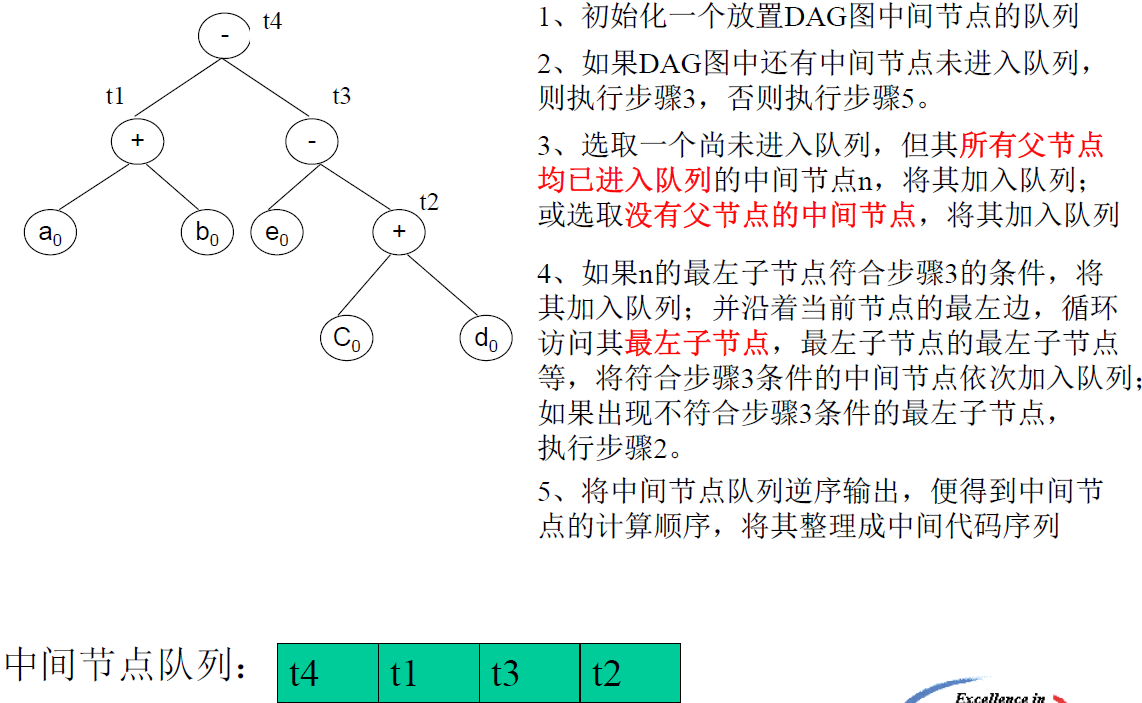 -
t4
t1
t3
+
-
t2
a0
b0
e0
+
C0
d0
1、初始化一个放置DAG图中间节点的队列
2、如果DAG图中还有中间节点未进入队列，
则执行步骤3，否则执行步骤5。
3、选取一个尚未进入队列，但其所有父节点
均已进入队列的中间节点n，将其加入队列；
或选取没有父节点的中间节点，将其加入队列
4、如果n的最左子节点符合步骤3的条件，将
其加入队列；并沿着当前节点的最左边，循环
访问其最左子节点，最左子节点的最左子节点
等，将符合步骤3条件的中间节点依次加入队列；
如果出现不符合步骤3条件的最左子节点，
执行步骤2。
5、将中间节点队列逆序输出，便得到中间节
点的计算顺序，将其整理成中间代码序列
中间节点队列： t4 t1 t3 t2
Excellence in